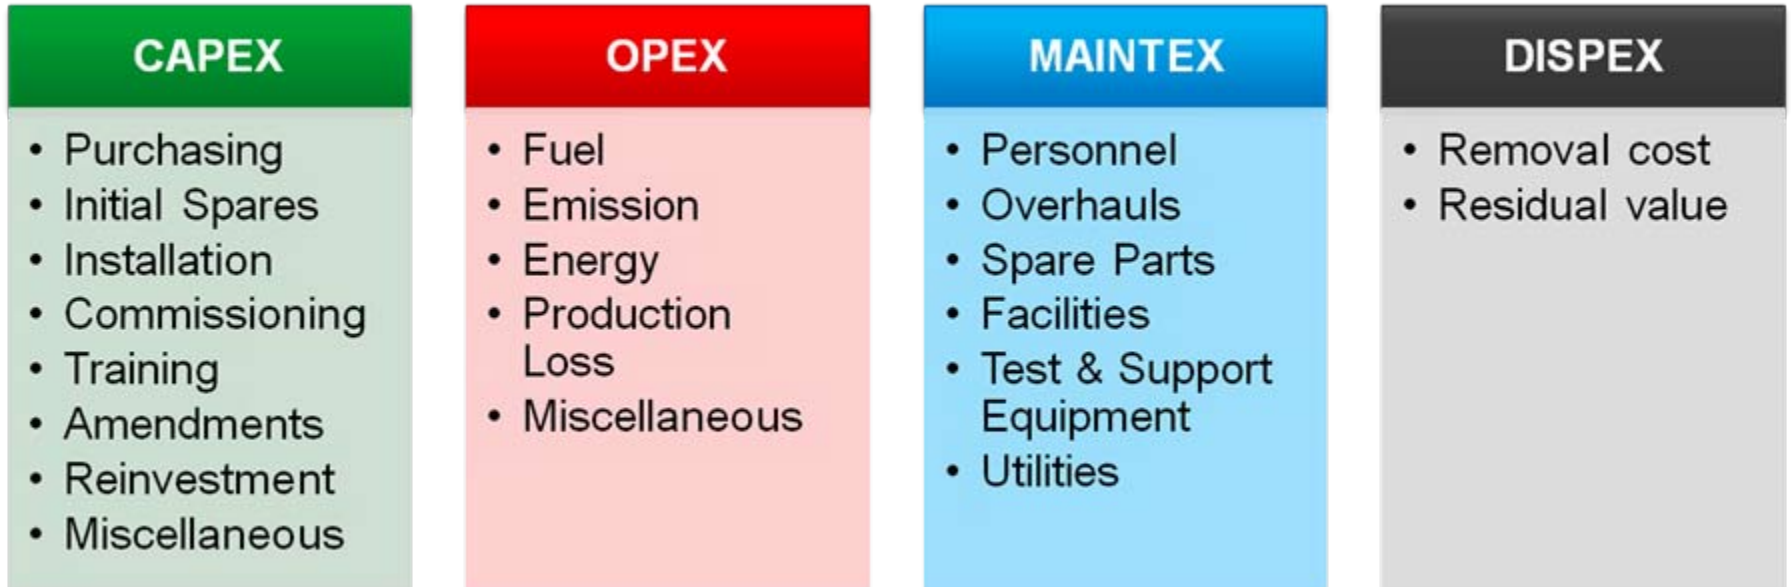 CAPEX
• Purchasing
• Initial Spares
• Installation
• Commissioning
• Training
• Amendments
• Reinvestment
• Miscellaneous
OPEX
• Fuel
• Emission
• Energy
• Production
Loss
• Miscellaneous
MAINTEX
• Personnel
• Overhauls
• Spare Parts
• Facilities
• Test & Support
Equipment
• Utilities
DISPEX
• Removal cost
• Residual value